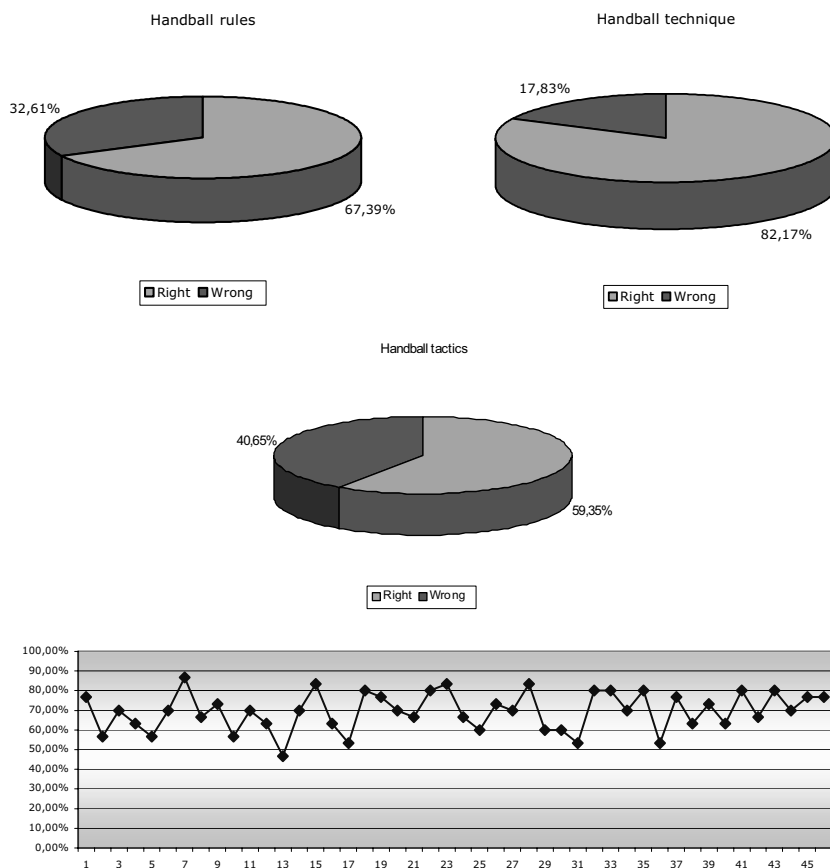 Handball rules
32,61%
67,39%
Right Wrong
Handball technique
17,83%
82,17%
Right Wrong
Handball tactics
40,65%
59,35%
Right Wrong
100,00%
90,00%
80,00%
70,00%
60,00%
50,00%
40,00%
30,00%
20,00%
10,00%
0,00%
1 3 5 7 9 11 13 15 17 19 21 23 25 27 29 31 33 35 37 39 41 43 45